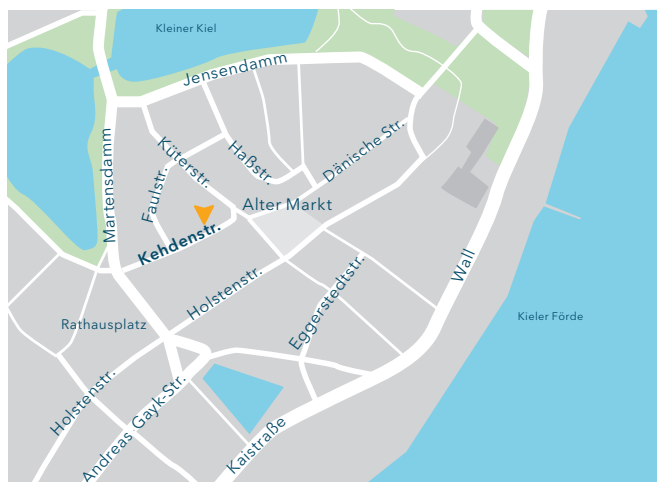 Kleiner Kiel
Jensendamm
Martensdamm
Küterstr.
Haßstr.
Dänische Str.
Faulstr.
Alter Markt
Kehdenstr.
Holstenstr.
Wall
Eggerstedtstr.
Rathausplatz
Kieler Förde
Holstenstr.
Andreas-Gayk-Str.
Kaistraße